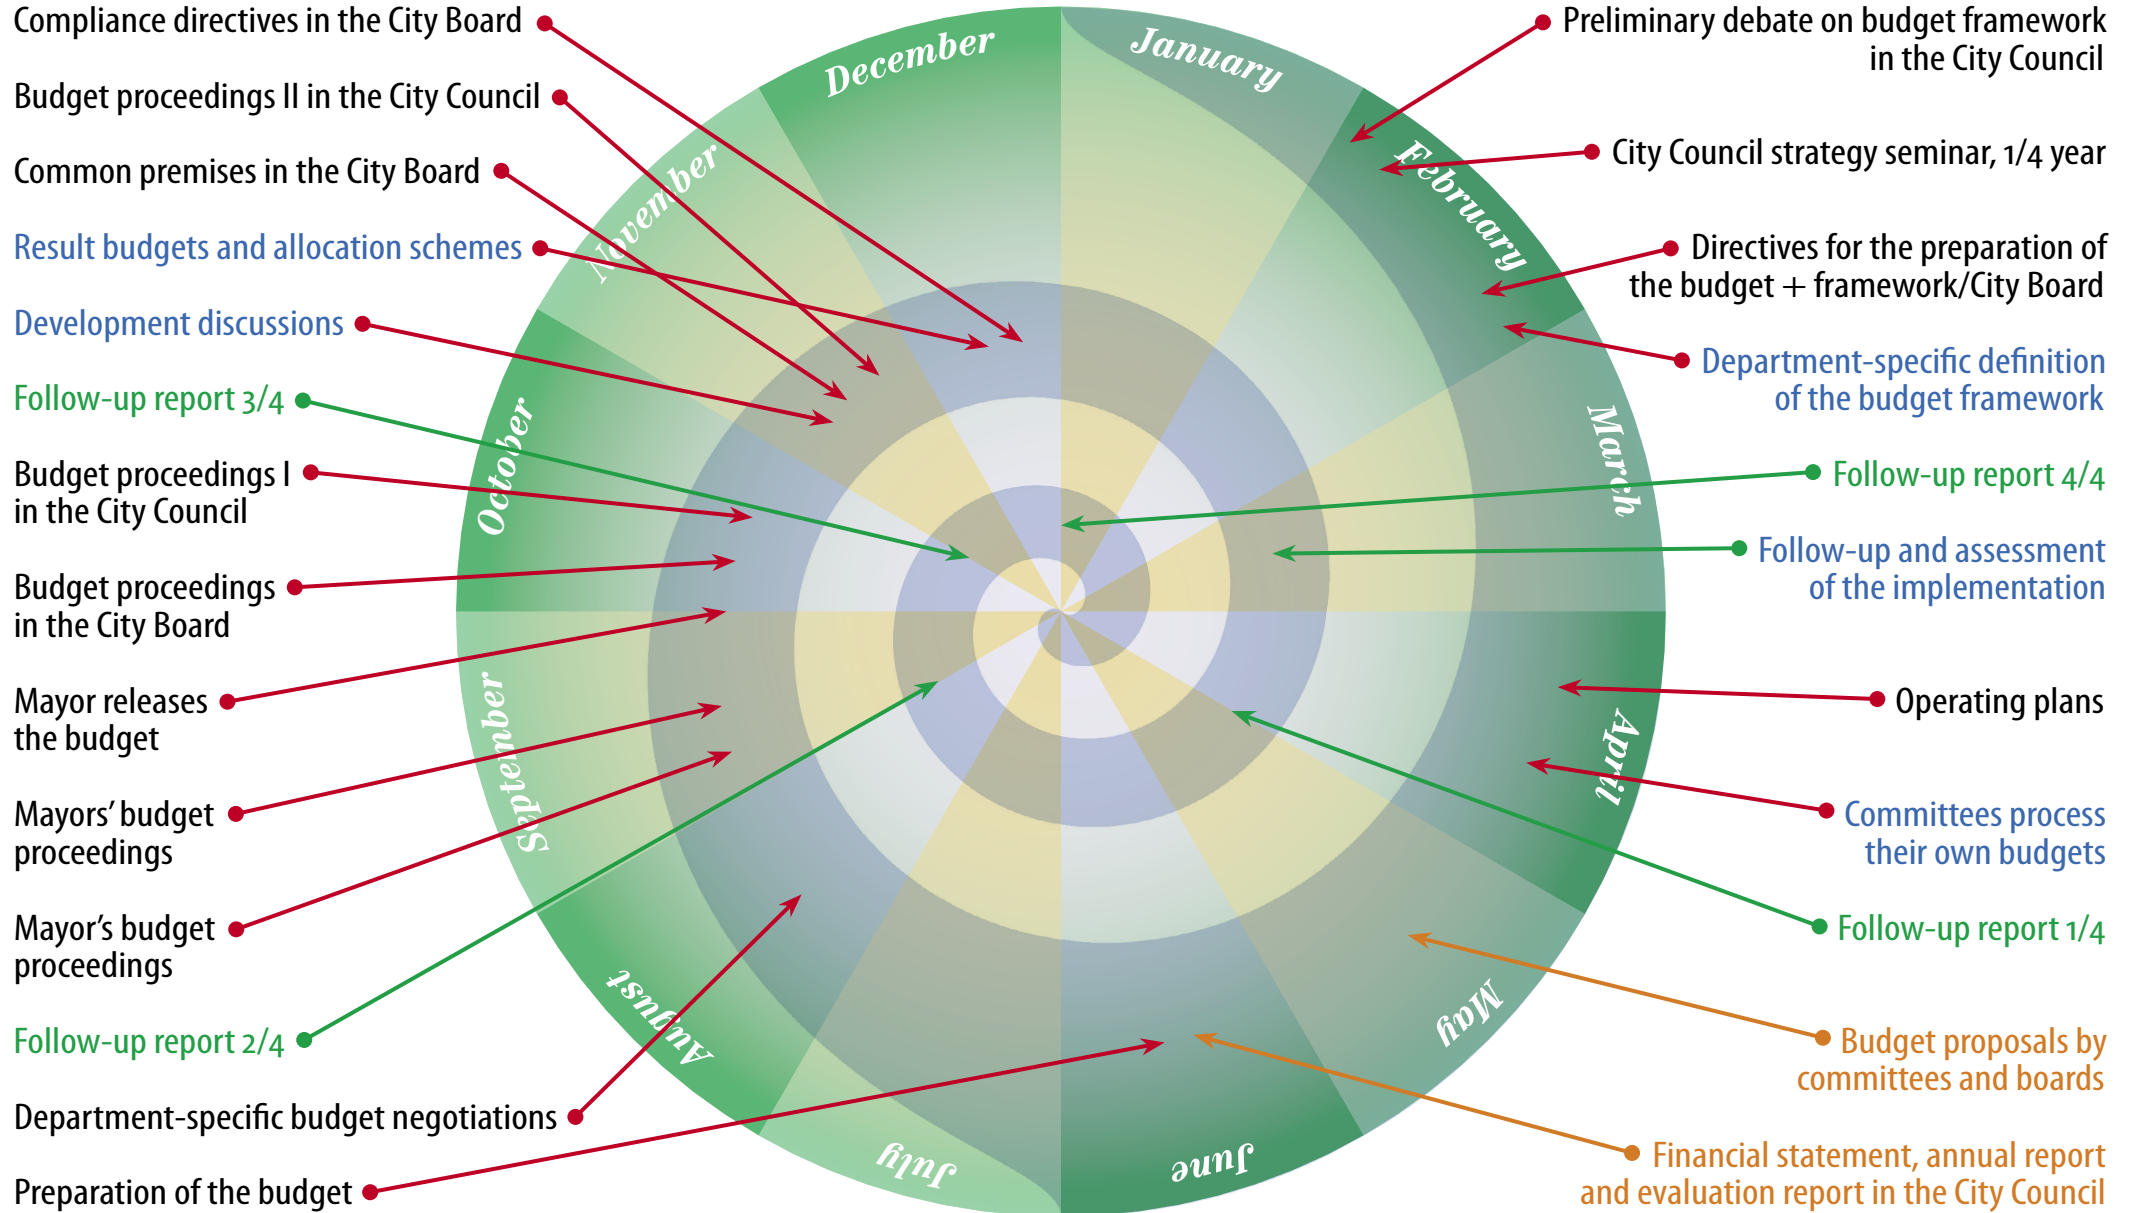 Compliance directives in the City Board
Budget proceedings II in the City Council
Common premises in the City Board
Result budgets and allocation schemes
Development discussions
Follow-up report 3/4
Budget proceedings I
in the City Council
Budget proceedings
in the City Board
Mayor releases
the budget
Mayors’ budget
proceedings
Mayor’s budget
proceedings
Follow-up report 2/4
Department-specific budget negotiations
Preparation of the budget
January
February
March
April
May
June
July
August
September
October
November
December
Preliminary debate on budget framework
in the City Council
City Council strategy seminar, 1/4 year
Directives for the preparation of
the budget + framework/City Board
Department-specific definition
of the budget framework
Follow-up report 4/4
Follow-up and assessment
of the implementation
Operating plans
Committees process
their own budgets
Follow-up report 1/4
Budget proposals by
committees and boards
Financial statement, annual report
and evaluation report in the City Council